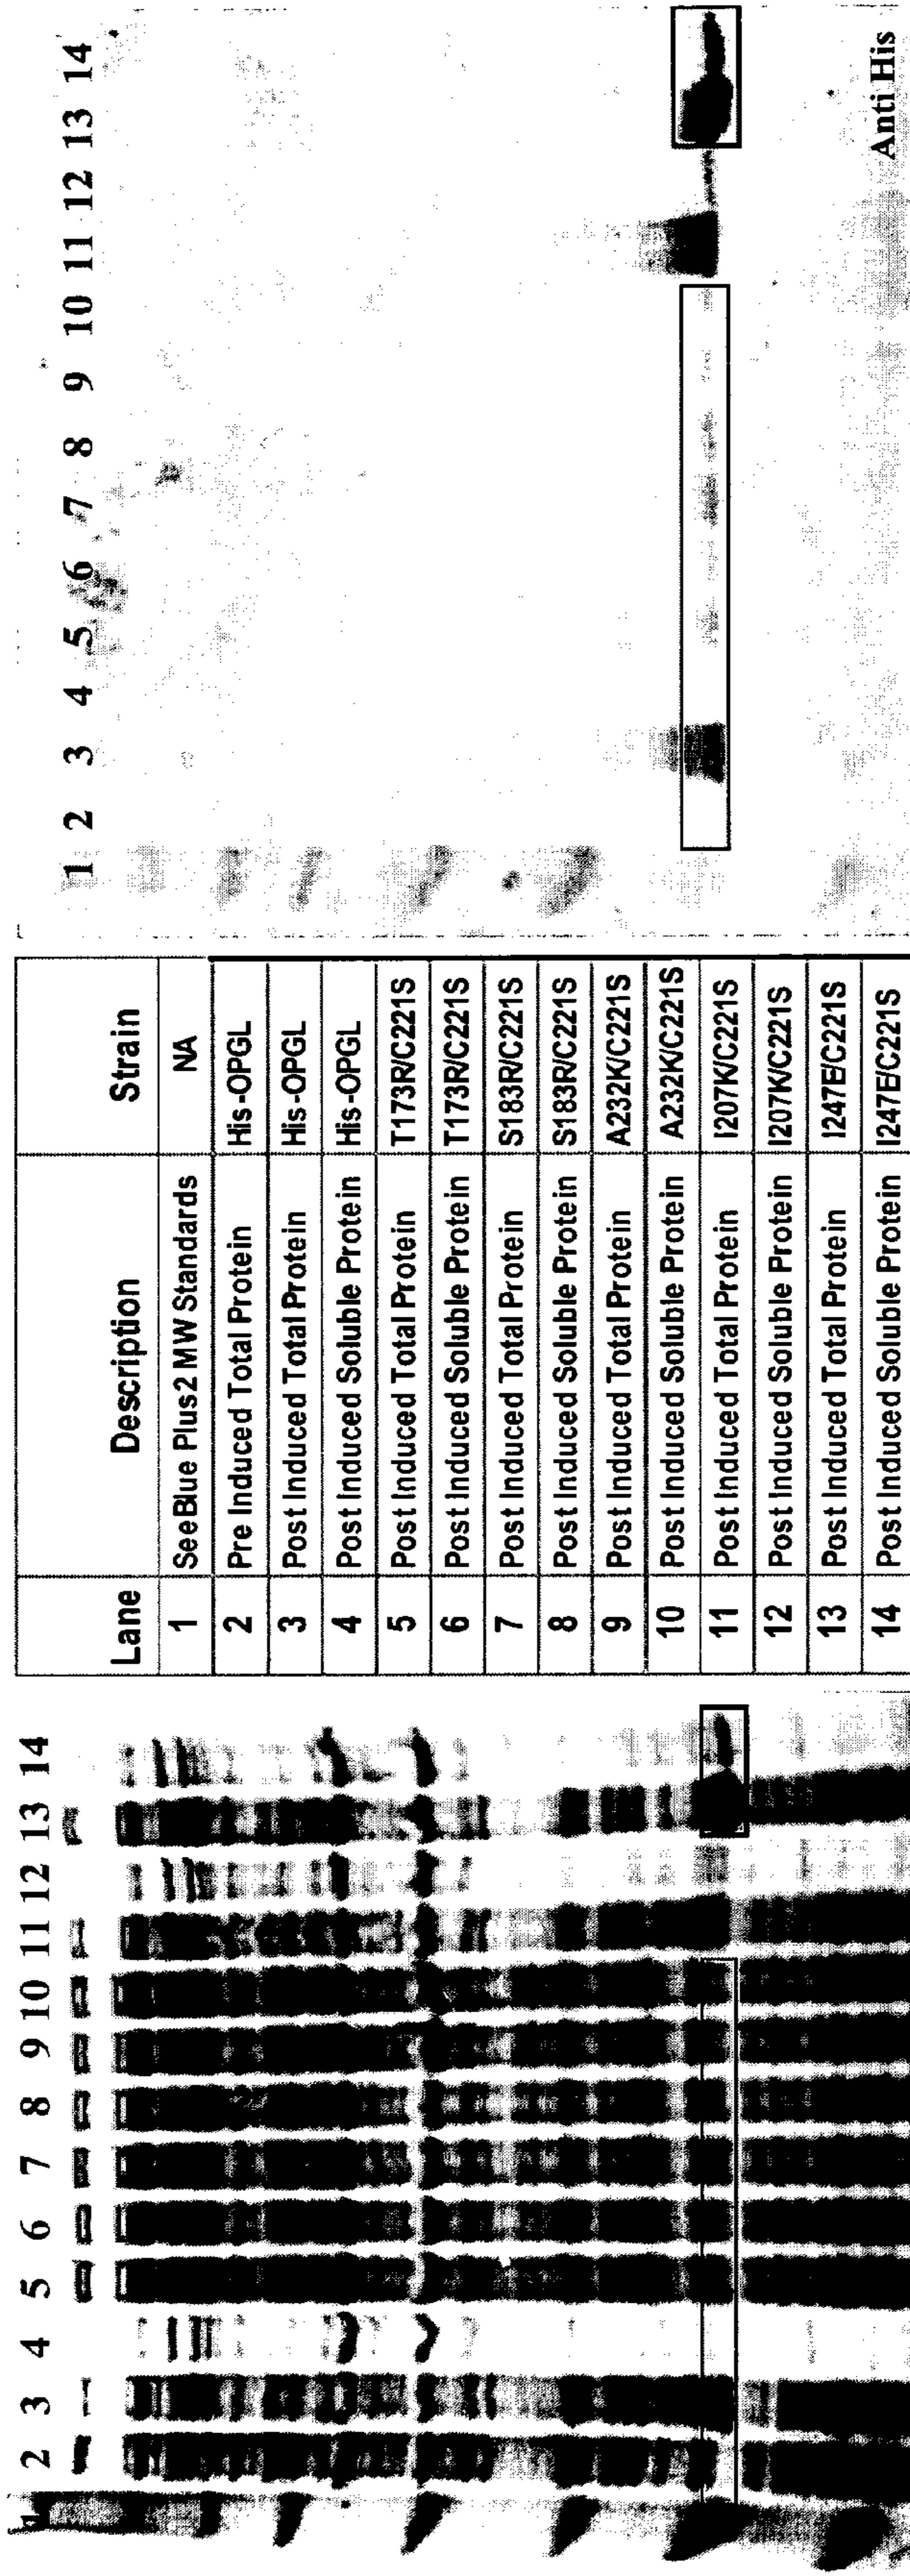 1 2 3 4 5 6 7 8 9 10 11 12 13 14
Lane Description Strain
1 SeeBlue Plus2 MW Standards NA
2 Pre Induced Total Protein His-OPGL
3 Post Induced Total Protein His-OPGL
4 Post Induced Soluble Protein His-OPGL
5 Post Induced Total Protein T173R/C221S
6 Post Induced Soluble Protein T173R/C221S
7 Post Induced Total Protein S183R/C221S
8 Post Induced Soluble Protein S183R/C221S
9 Post Induced Total Protein A232K/C221S
10 Post Induced Soluble Protein A232K/C221S
11 Post Induced Total Protein I207K/C221S
12 Post Induced Soluble Protein I207K/C221S
13 Post Induced Total Protein I247E/C221S
14 Post Induced Soluble Protein I247E/C221S
1 2 3 4 5 6 7 8 9 10 11 12 13 14
Anti His